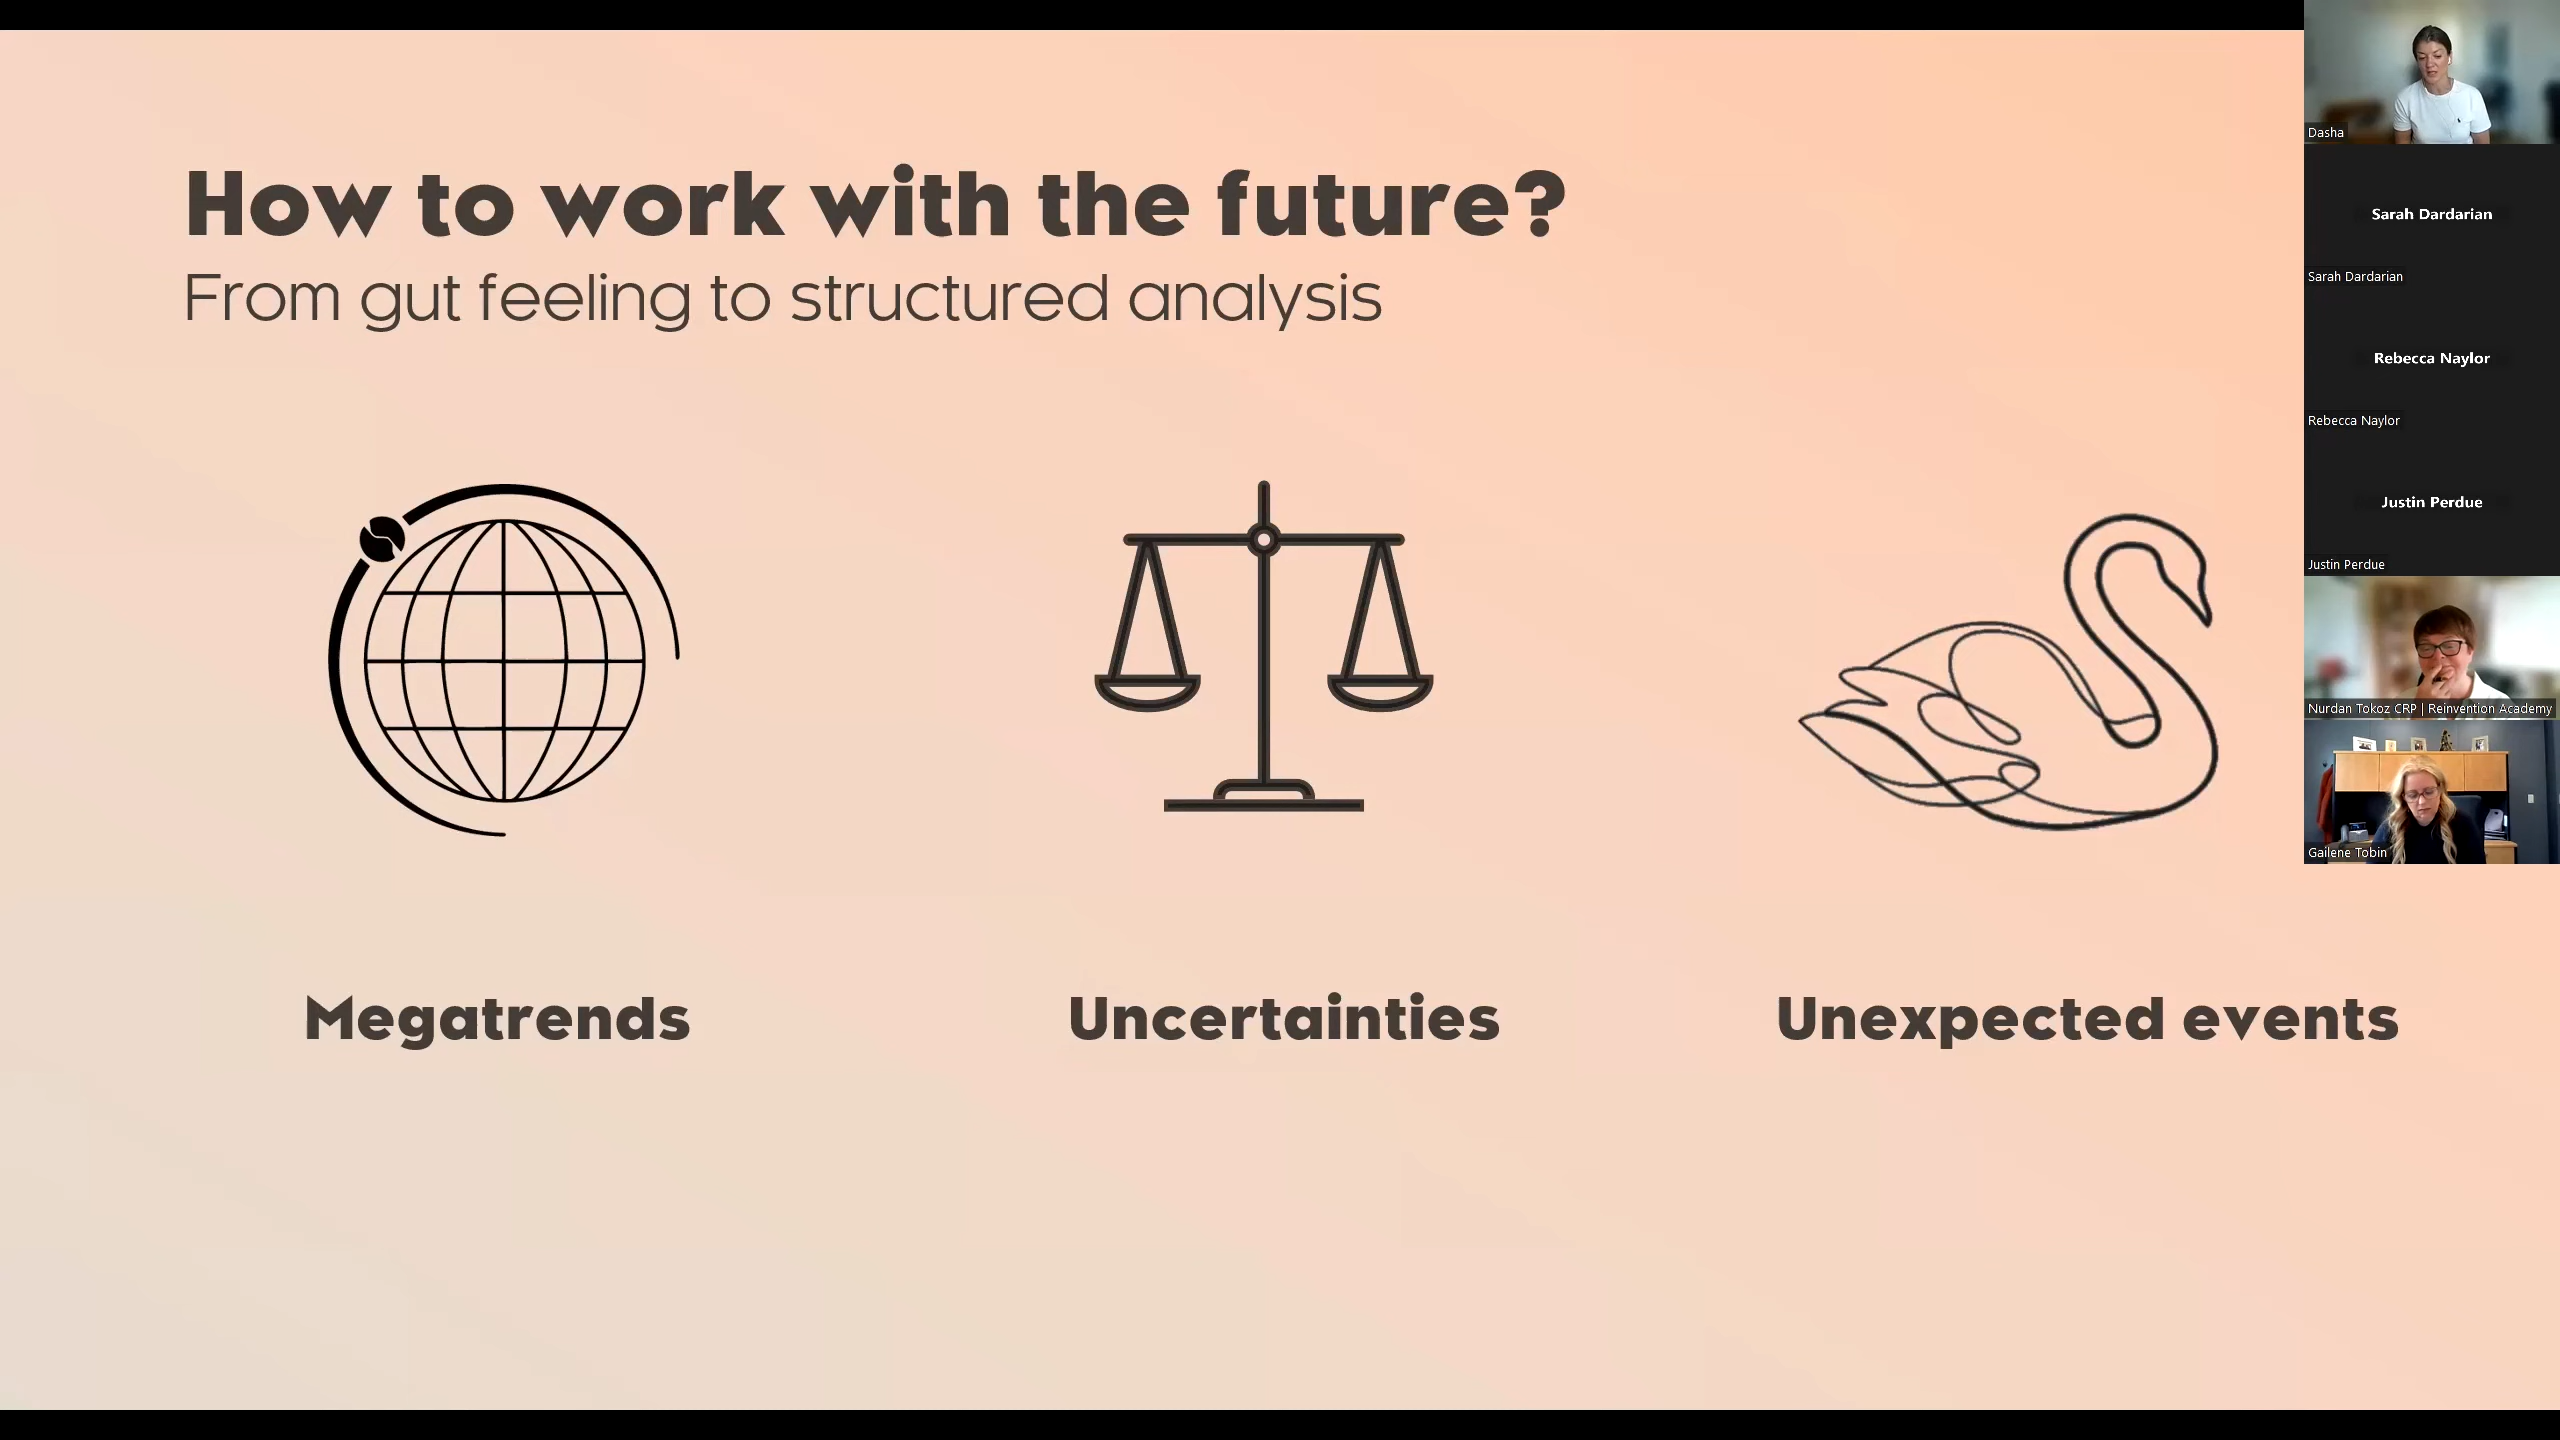 How to work with the future?
From gut feeling to structured analysis
Megatrends
Uncertainties
Unexpected events
Dasha
Sarah Dardarian
Sarah Dardarian
Rebecca Naylor
Rebecca Naylor
Justin Perdue
Justin Perdue
Nurdan Tokoz CRP | Reinvention Academy
Gailene Tobin